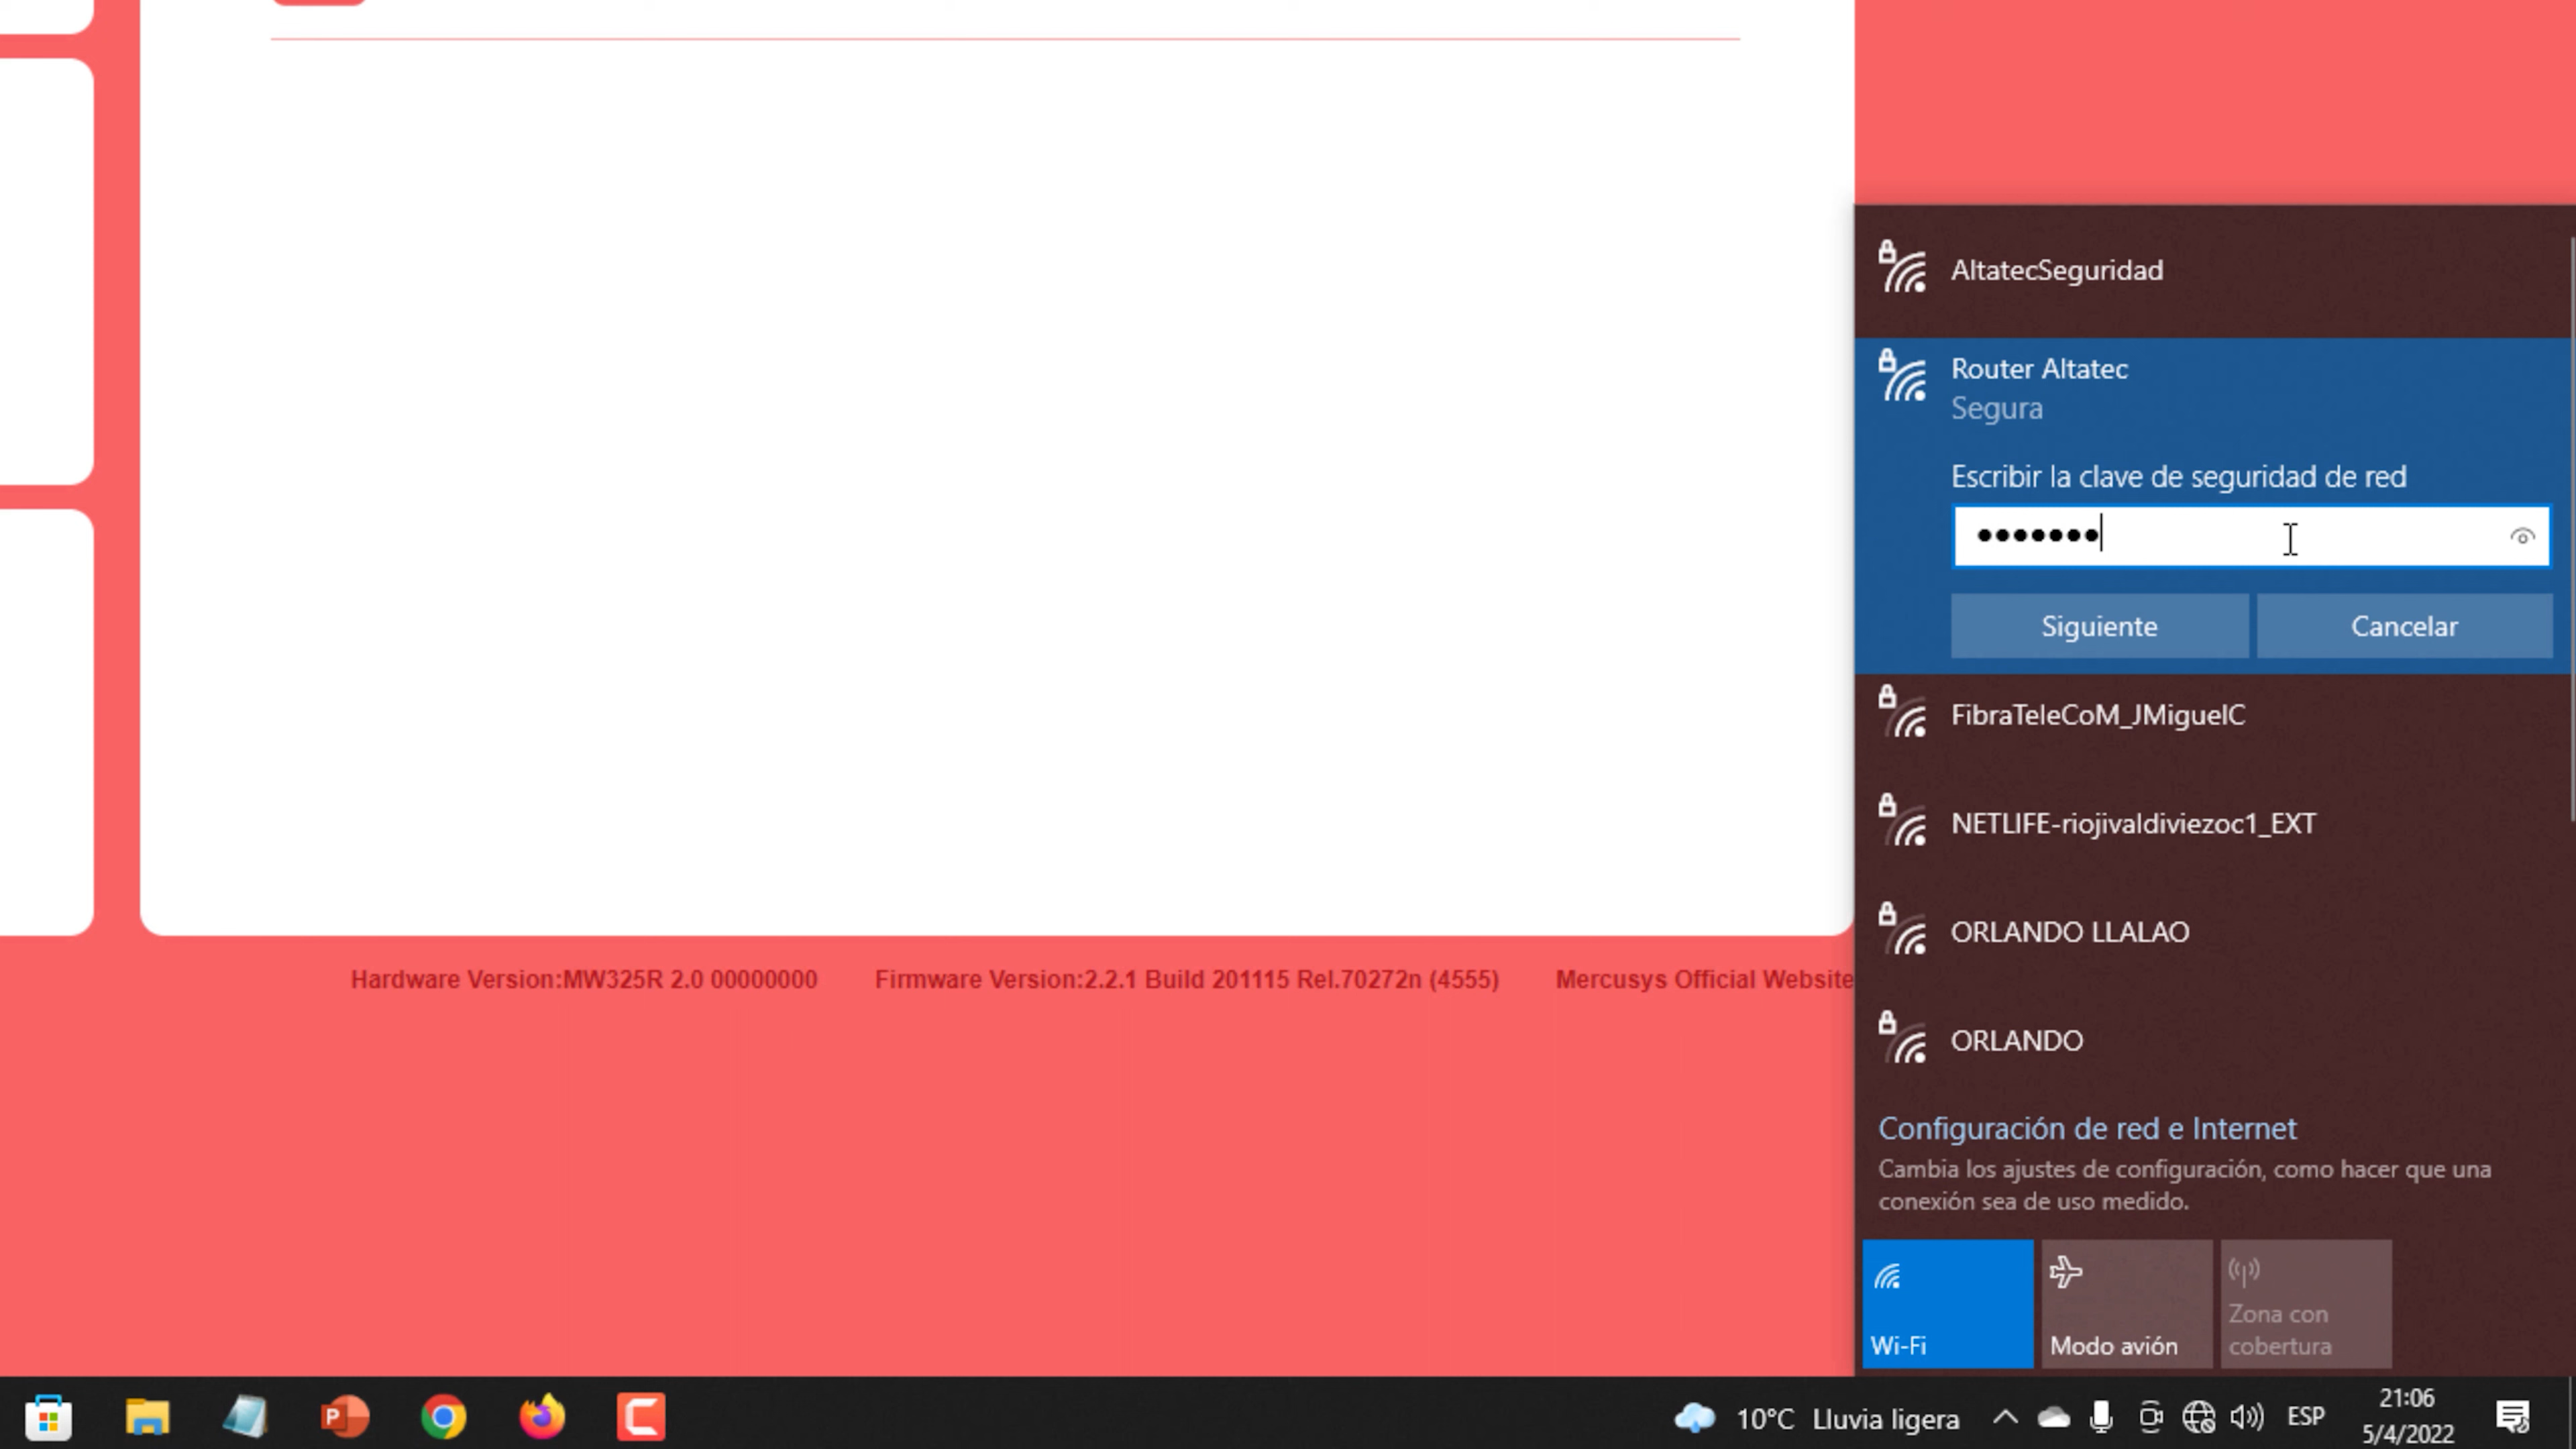 AltatecSeguridad
Router Altatec
Segura
Escribir la clave de seguridad de red
•••••••
Siguiente
Cancelar
FibraTeleCoM_JMiguelC
NETLIFE-riojivaldiviezoc1_EXT
ORLANDO LLALAO
ORLANDO
Configuración de red e Internet
Cambia los ajustes de configuración, como hacer que una
conexión sea de uso medido.
Wi-Fi
Modo avión
Zona con
cobertura
Hardware Version:MW325R 2.0 00000000
Firmware Version:2.2.1 Build 201115 Rel.70272n (4555)
Mercusys Official Website
10°C Lluvia ligera
ESP
21:06
5/4/2022